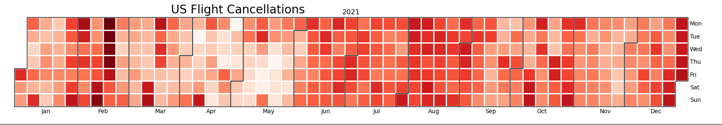 US Flight Cancellations
2021
Mon
Tue
Wed
Thu
Fri
Sat
Sun
Jan Feb Mar Apr May Jun Jul Aug Sep Oct Nov Dec